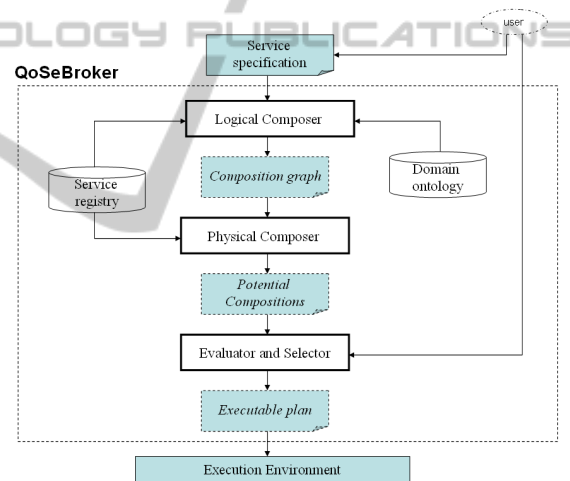 user
OLOGY PUBLICATIONS
Service
specification
QoSeBroker
Logical Composer
Composition graph
Domain
ontology
Service
registry
Physical Composer
Potential
Compositions
Evaluator and Selector
Executable plan
Execution Environment